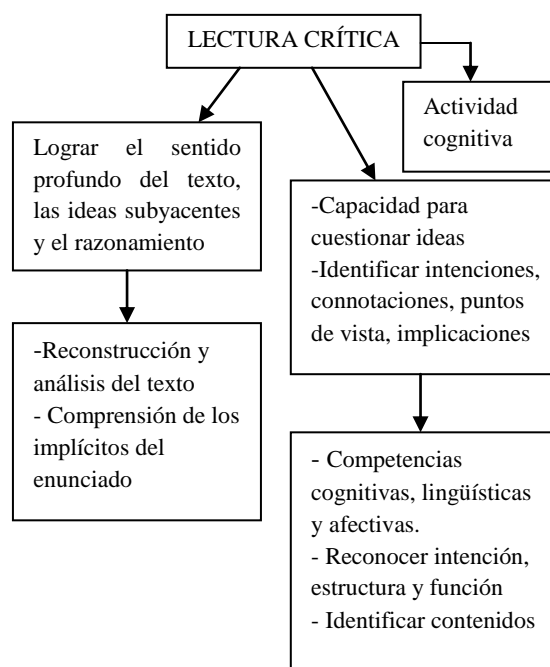 LECTURA CRÍTICA
Actividad
cognitiva
Lograr el sentido
profundo del texto,
las ideas subyacentes
y el razonamiento
-Capacidad para
cuestionar ideas
-Identificar intenciones,
connotaciones, puntos
de vista, implicaciones
-Reconstrucción y
análisis del texto
- Comprensión de los
implícitos del
enunciado
- Competencias
cognitivas, lingüísticas
y afectivas.
- Reconocer intención,
estructura y función
- Identificar contenidos